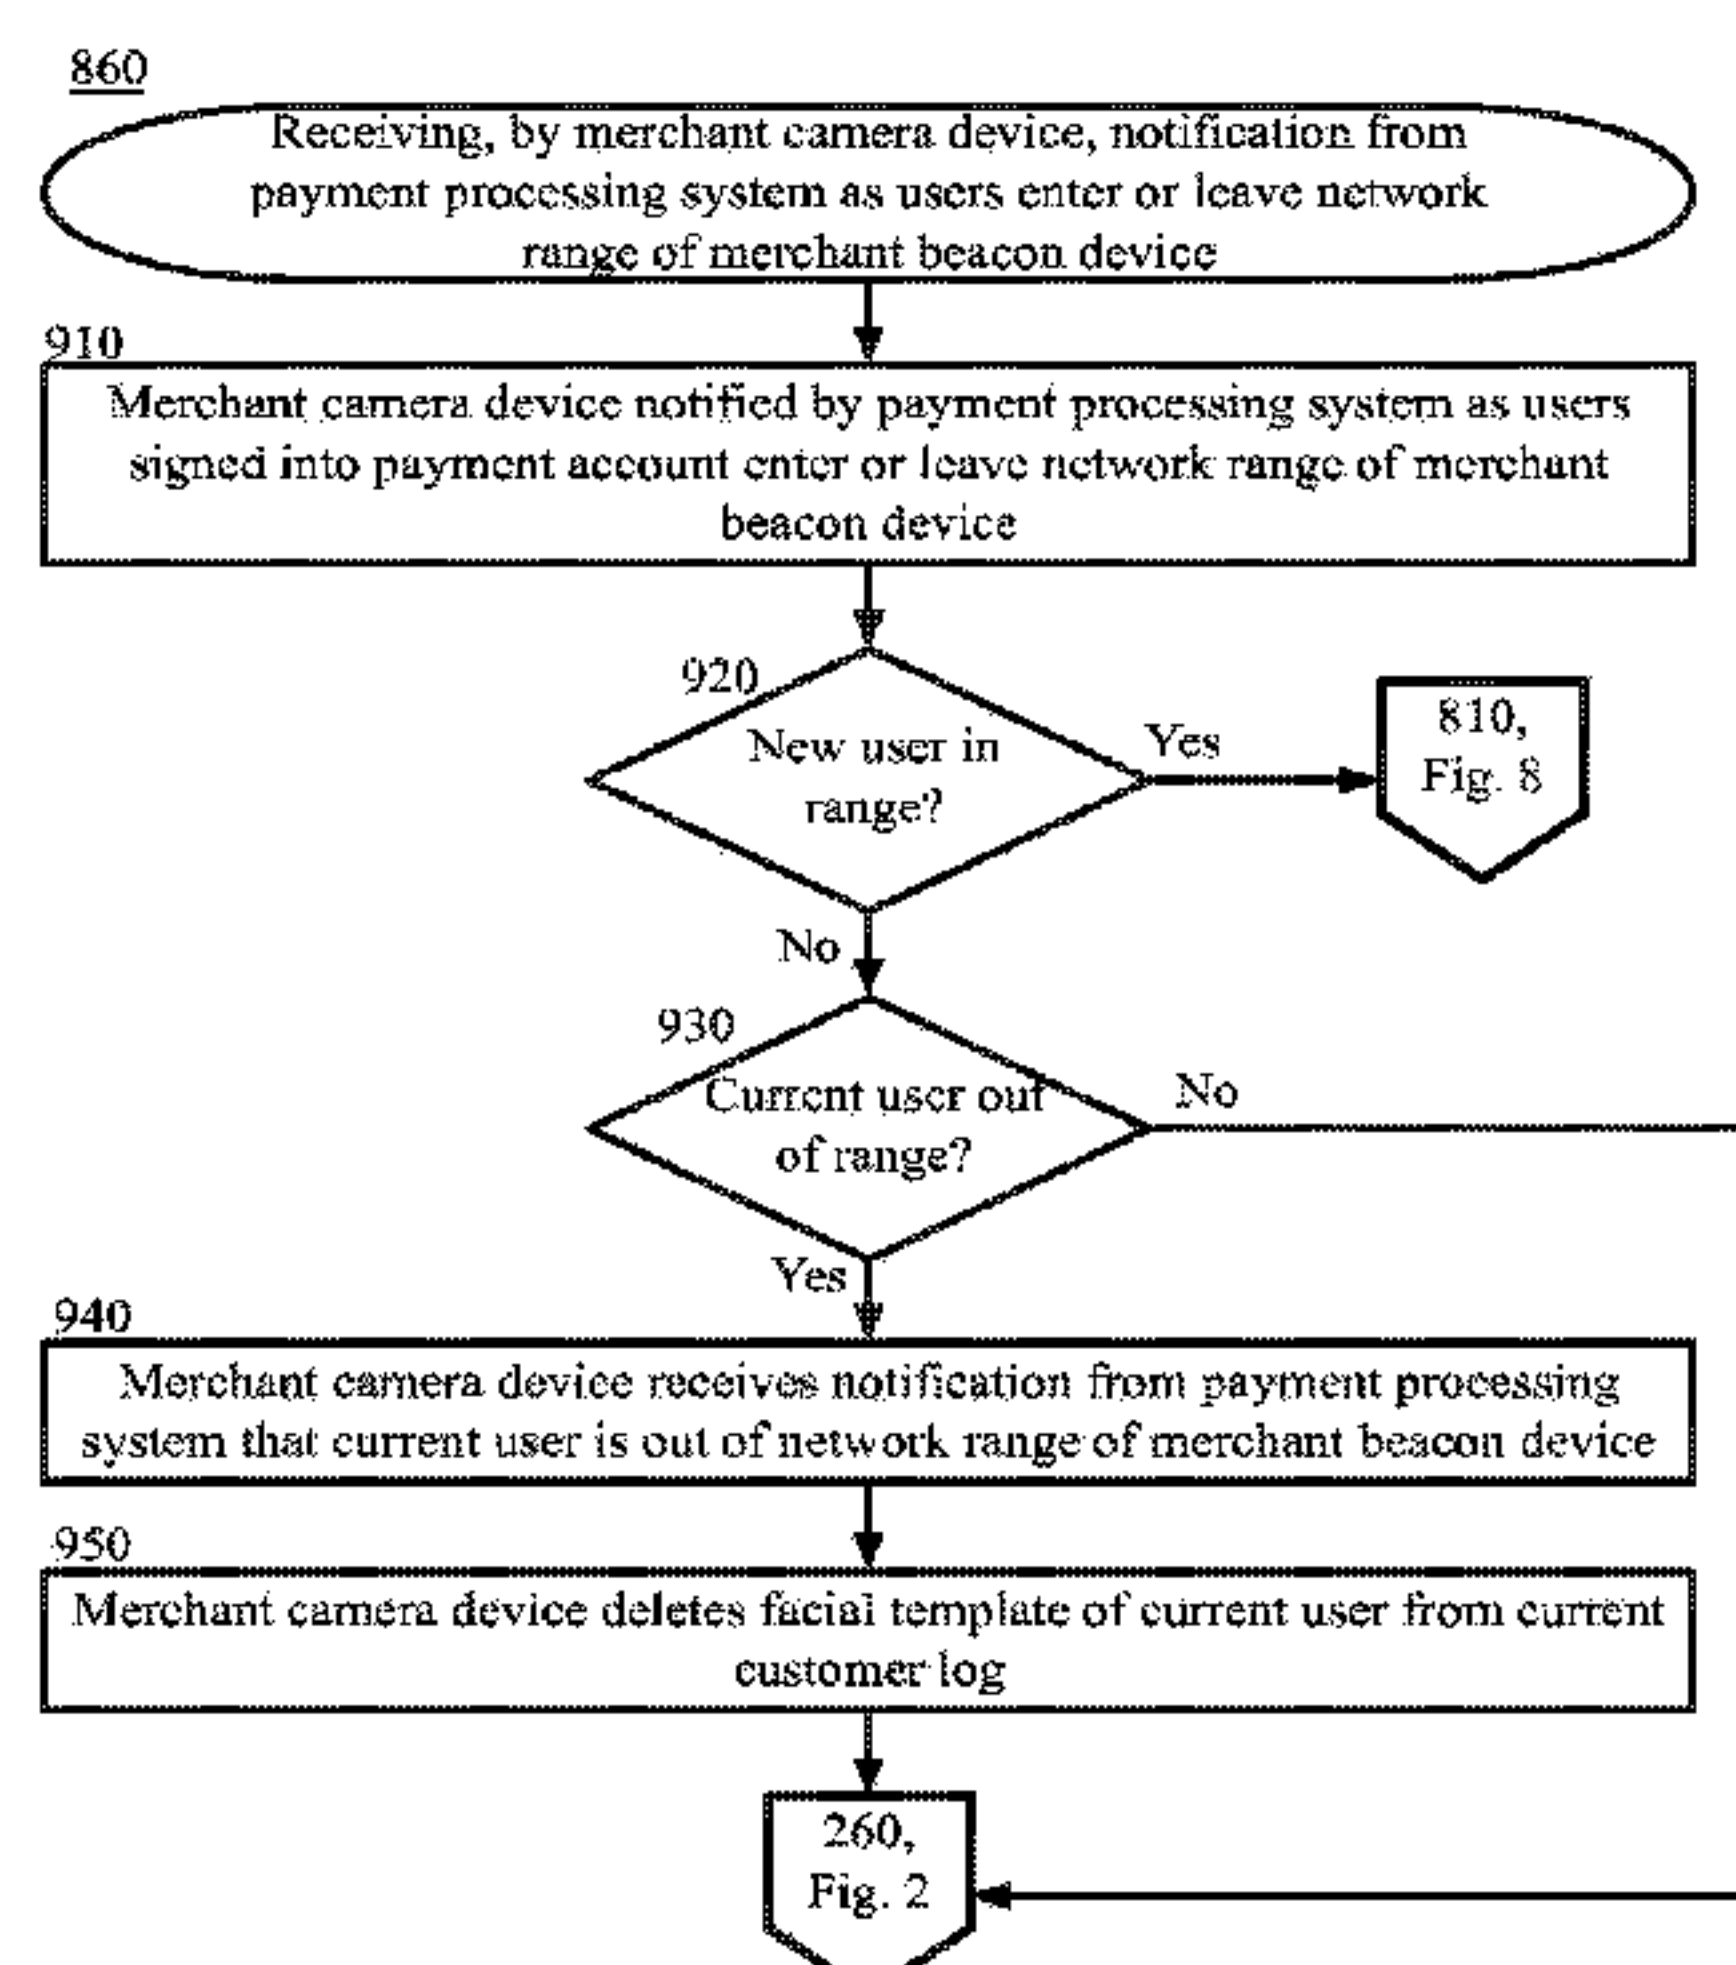 860
Receiving, by merchant camera device, notification from
payment processing system as users enter or leave network
range of merchant beacon device
910
Merchant camera device notified by payment processing system as users
signed into payment account enter or leave network range of merchant
beacon device
920
New user in
range?
Yes
810,
Fig. 8
No
930
Current user out
of range?
No
Yes
940
Merchant camera device receives notification from payment processing
system that current user is out of network range of merchant beacon device
950
Merchant camera device deletes facial template of current user from current
customer log
260,
Fig. 2